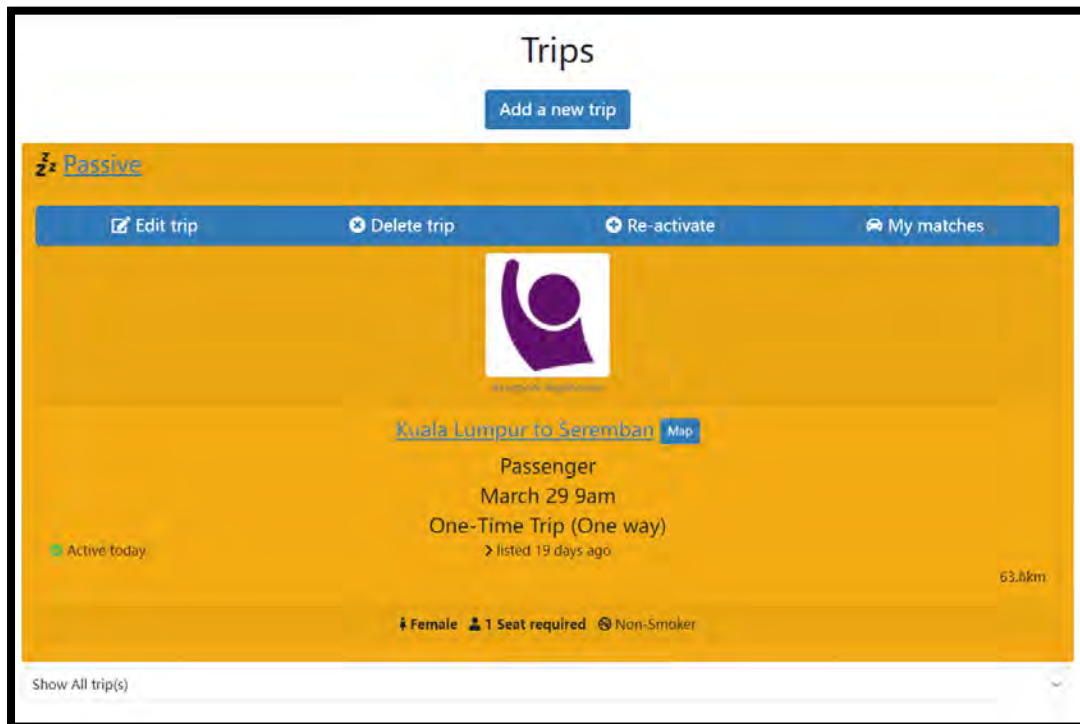 Trips
Add a new trip
zzz Passive
Edit trip Delete trip Re-activate My matches
Kuala Lumpur to Seremban Map
Passenger
March 29 9am
One-Time Trip (One way)
Active today > listed 19 days ago
Female 1 Seat required Non-Smoker
Show All trip(s)